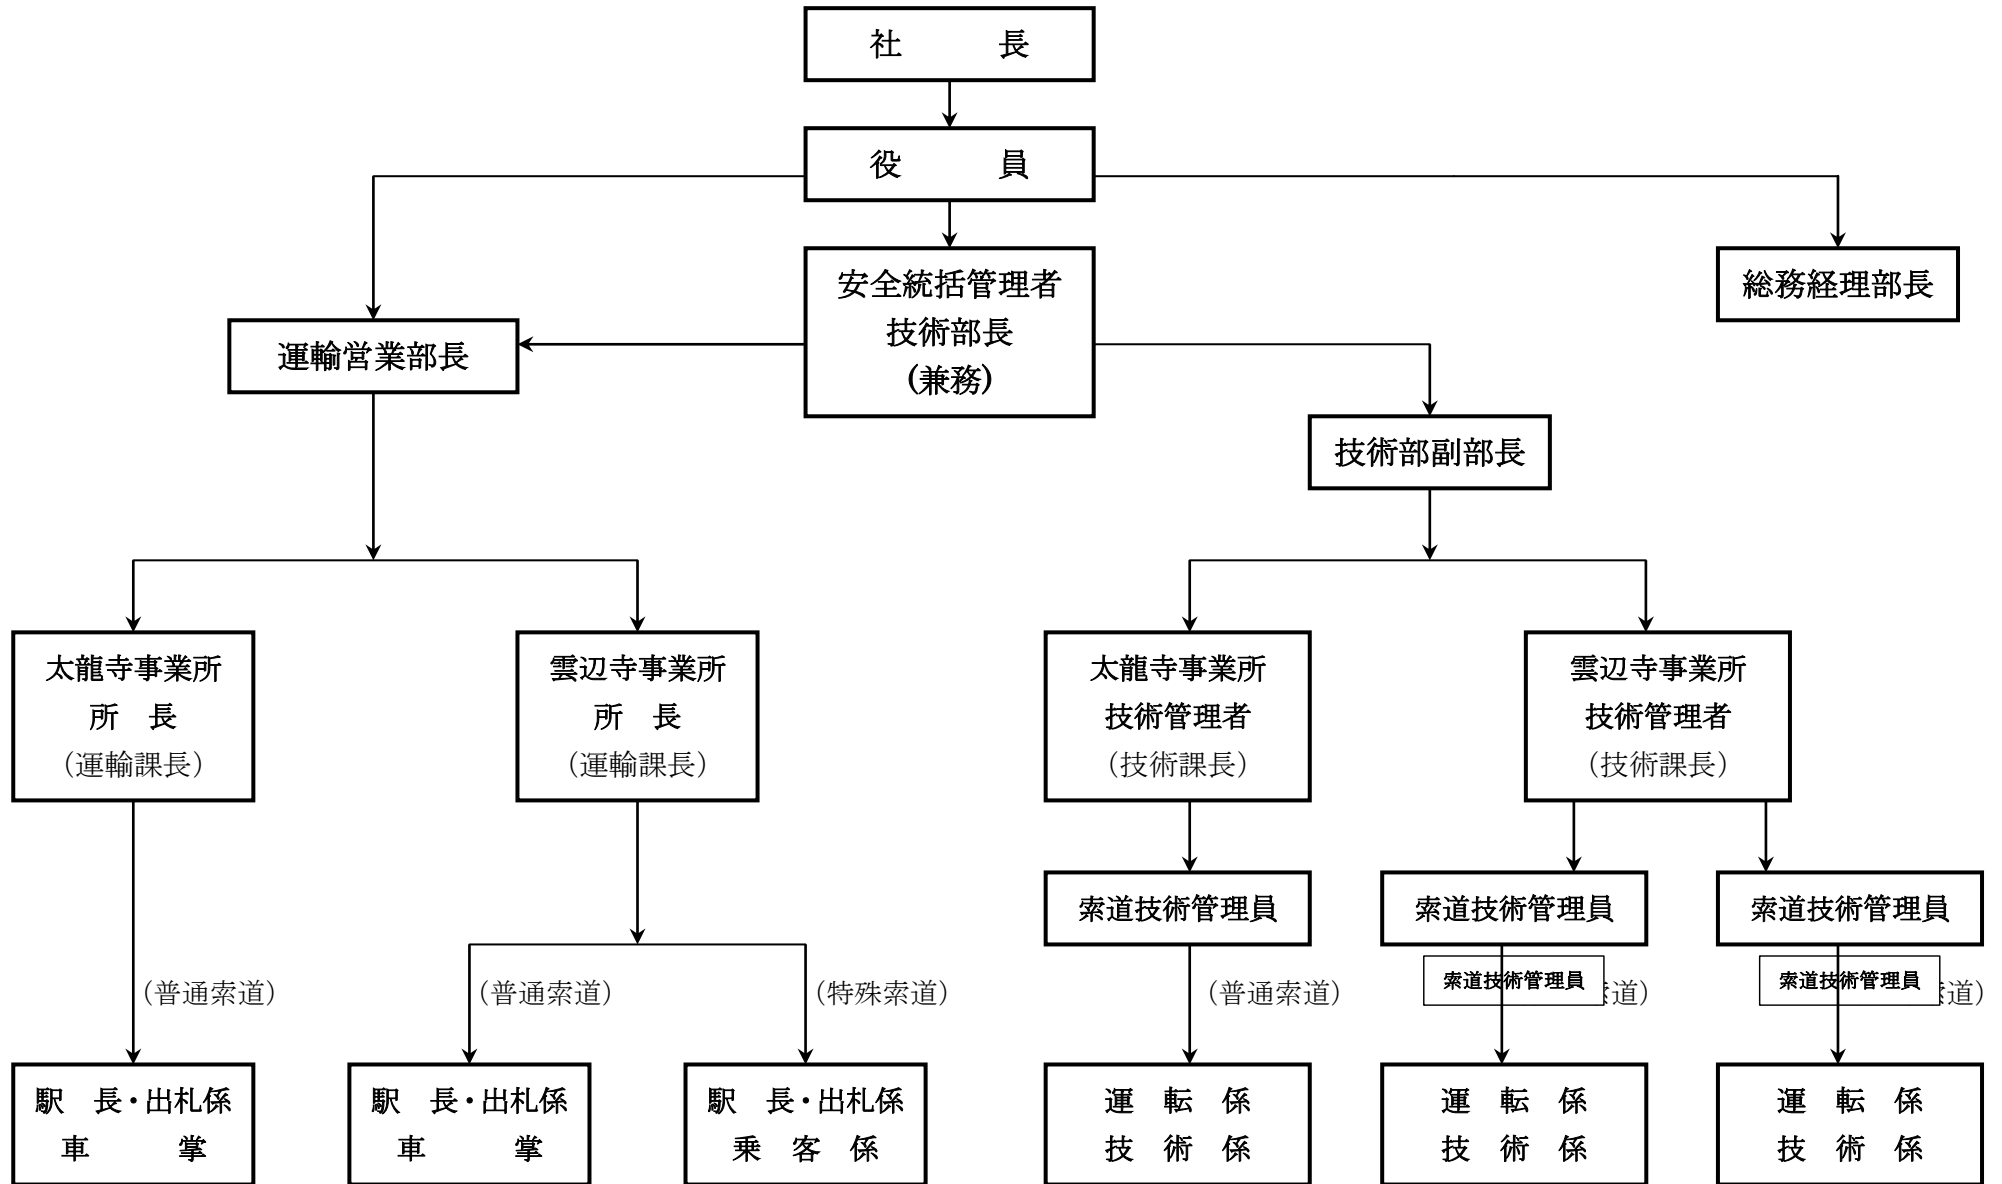 社　　　長
役　　　員
安全統括管理者
技術部長
(兼務)
総務経理部長
運輸営業部長
技術部副部長
太龍寺事業所
所　長
（運輸課長）
雲辺寺事業所
所　長
（運輸課長）
太龍寺事業所
技術管理者
（技術課長）
雲辺寺事業所
技術管理者
（技術課長）
索道技術管理員
索道技術管理員
索道技術管理員
（普通索道）
（普通索道）
（特殊索道）
（普通索道）
索道技術管理員
道）
索道技術管理員
道）
駅　長・出札係
車　　　掌
駅　長・出札係
車　　　掌
駅　長・出札係
乗　客　係
運　転　係
技　術　係
運　転　係
技　術　係
運　転　係
技　術　係